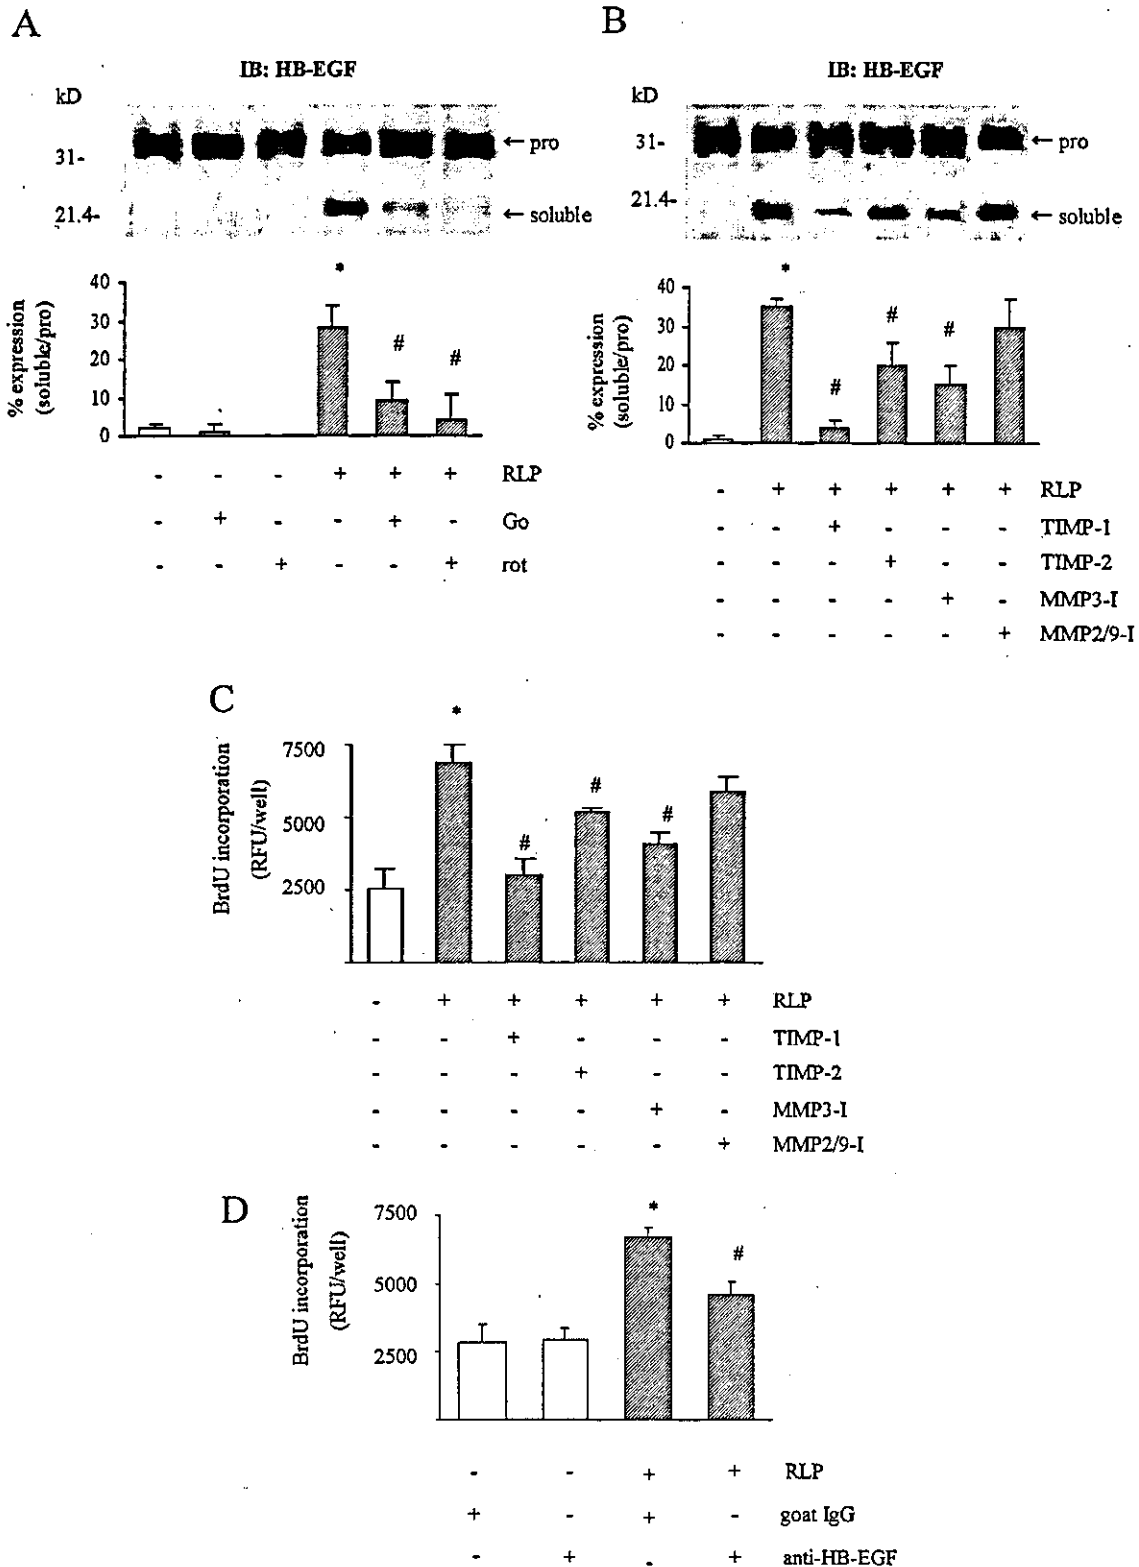 A
IB: HB-EGF
kD
31-
21.4-
← pro
← soluble
% expression
(soluble/pro)
40
30
20
10
0
*
#
#
- - - + + + RLP
- + - - + - Go
- - + - - + rot
B
IB: HB-EGF
kD
31-
21.4-
← pro
← soluble
% expression
(soluble/pro)
40
30
20
10
0
*
#
#
#
- + + + + + RLP
- - + - - - TIMP-1
- - - + - - TIMP-2
- - - - + - MMP3-I
- - - - - + MMP2/9-I
C
BrdU incorporation
(RFU/well)
7500
5000
2500
*
#
#
#
- + + + + + RLP
- - + - - - TIMP-1
- - - + - - TIMP-2
- - - - + - MMP3-I
- - - - - + MMP2/9-I
D
BrdU incorporation
(RFU/well)
7500
5000
2500
*
#
- - + + RLP
+ - + - goat IgG
- + - + anti-HB-EGF